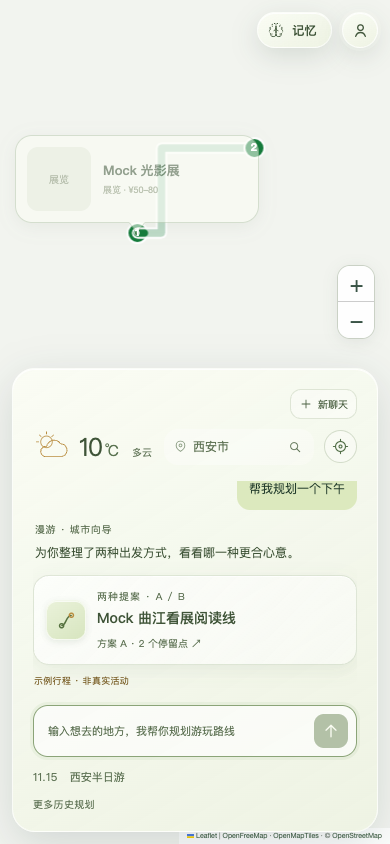 记忆
展览
Mock 光影展
展览 · ¥50–80
2
1
+
−
+ 新聊天
10℃ 多云
西安市
帮我规划一个下午
漫游 · 城市向导
为你整理了两种出发方式，看看哪一种更合心意。
两种提案 · A / B
Mock 曲江看展阅读线
方案 A · 2 个停留点 ↗
示例行程 · 非真实活动
输入想去的地方，我帮你规划游玩路线
11.15 西安半日游
更多历史规划
Leaflet | OpenFreeMap · OpenMapTiles · © OpenStreetMap